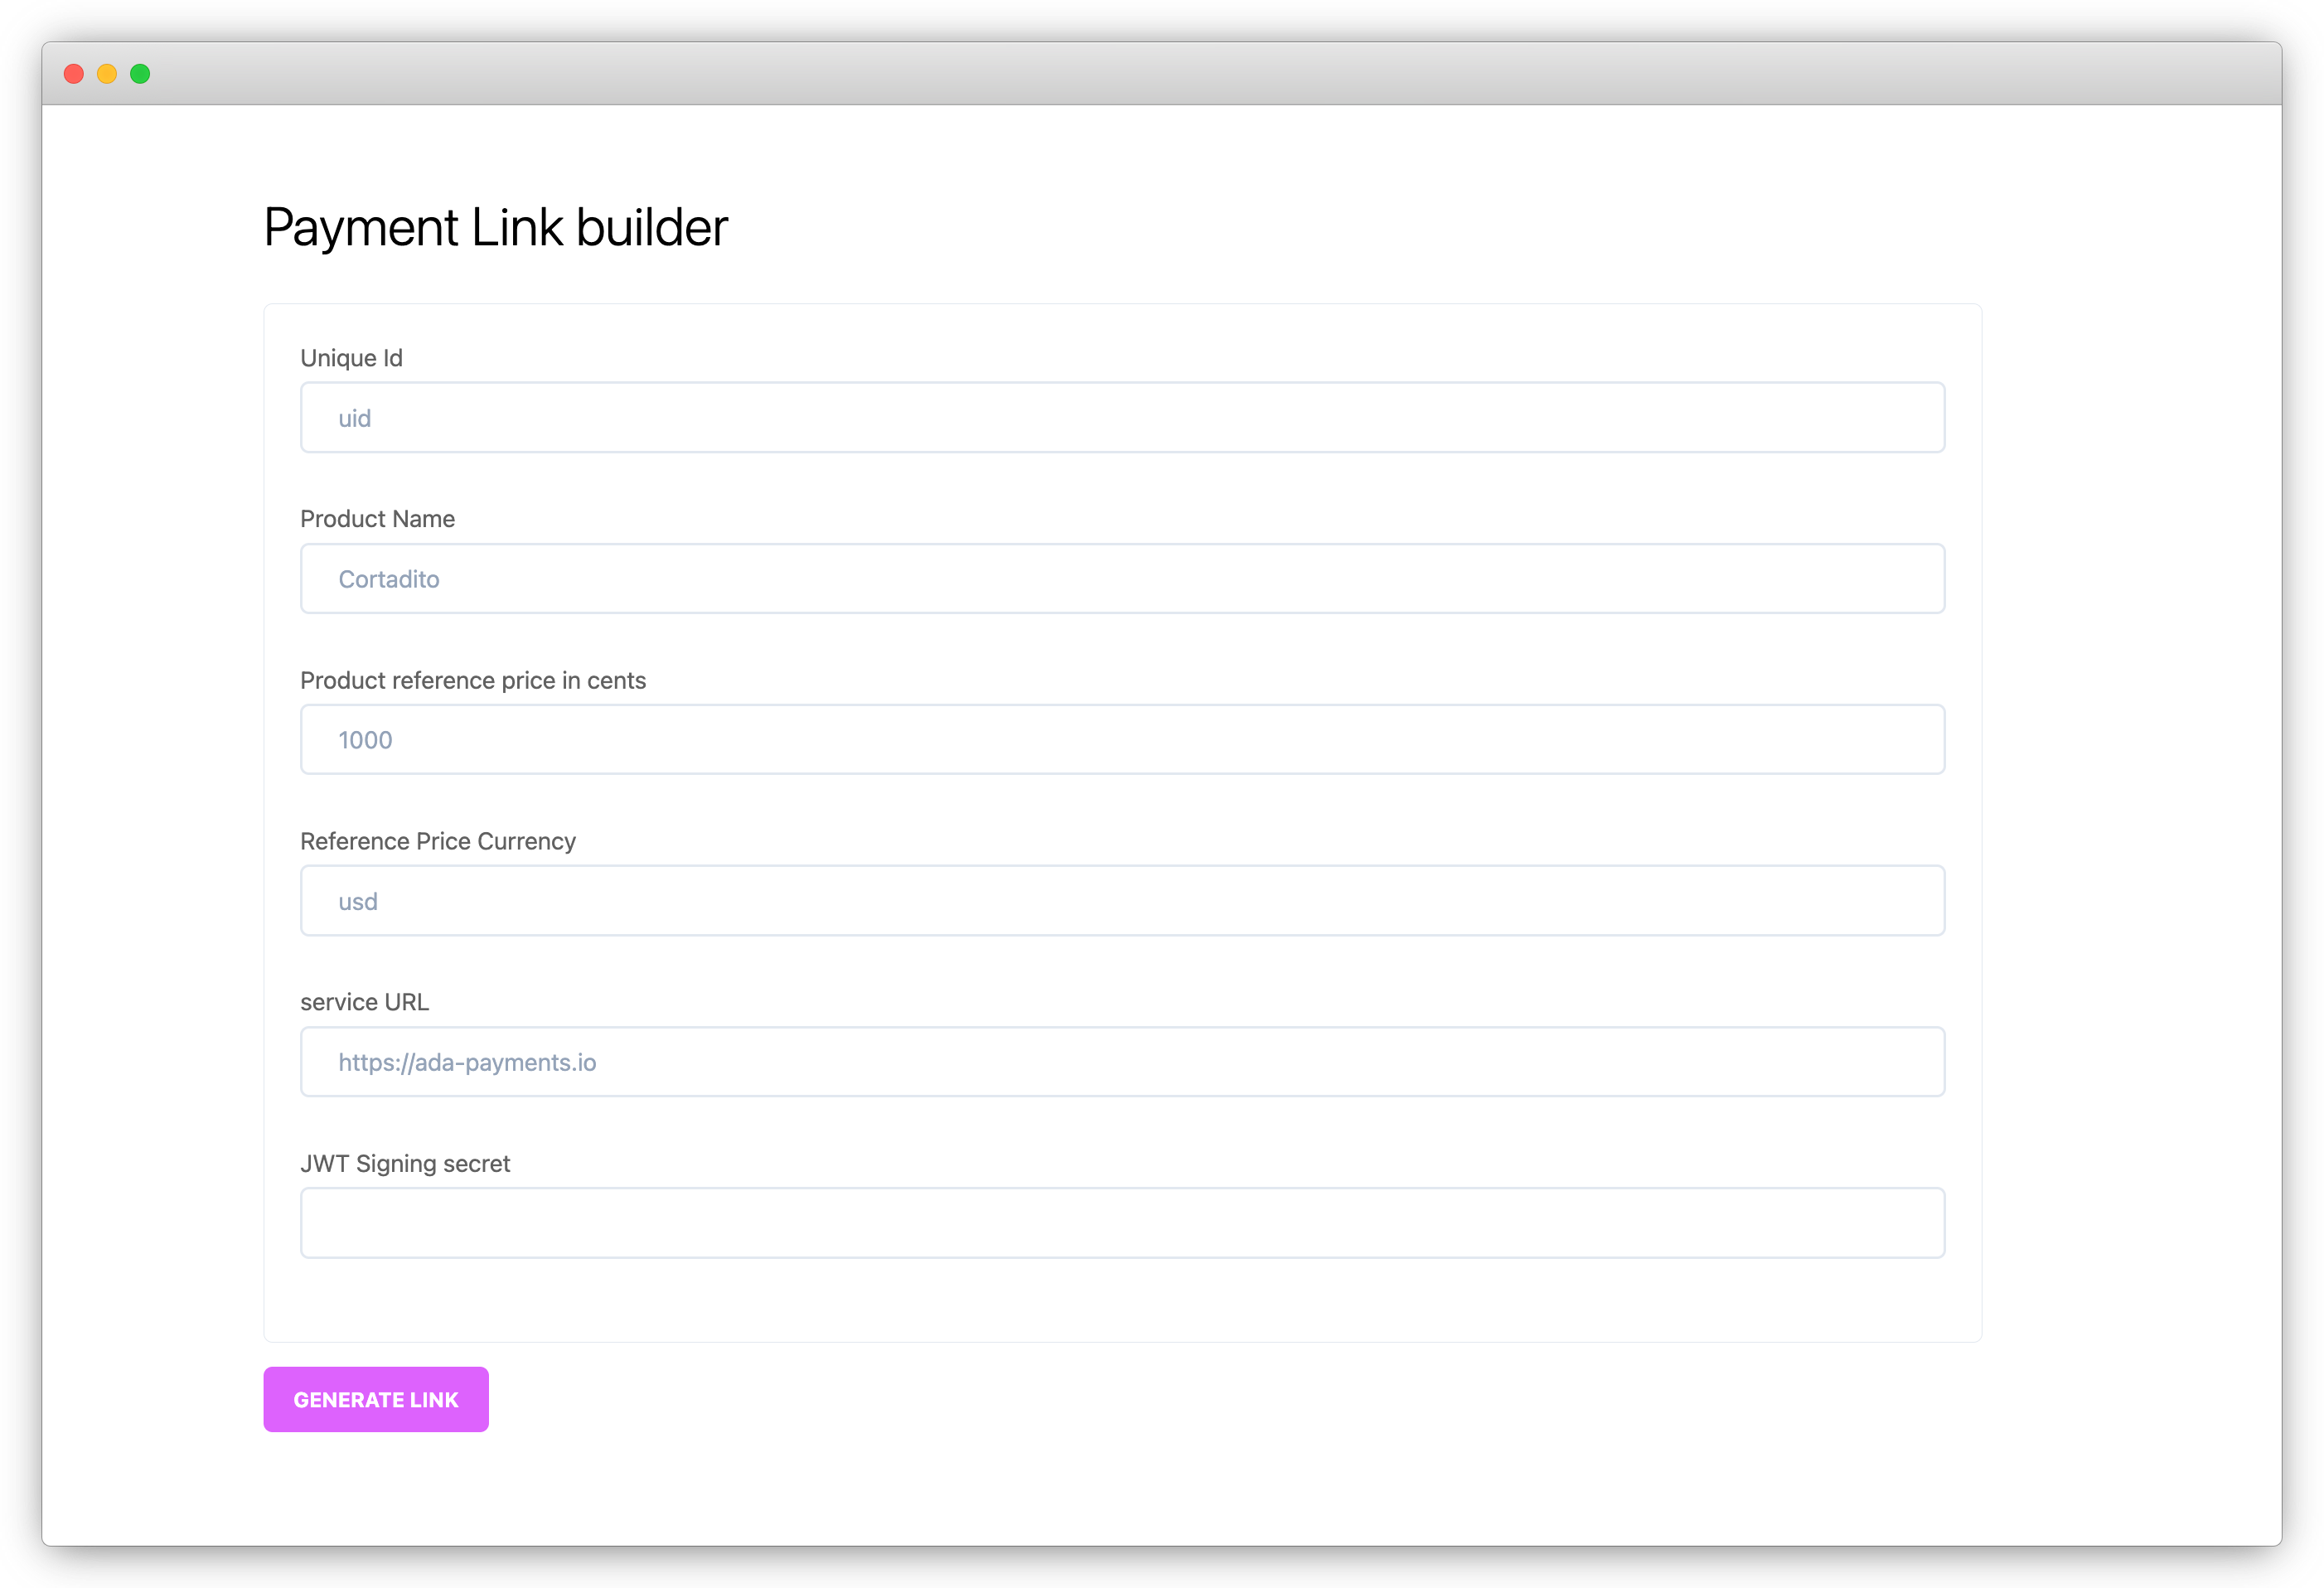 Payment Link builder
Unique Id
uid
Product Name
Cortadito
Product reference price in cents
1000
Reference Price Currency
usd
service URL
https://ada-payments.io
JWT Signing secret
GENERATE LINK